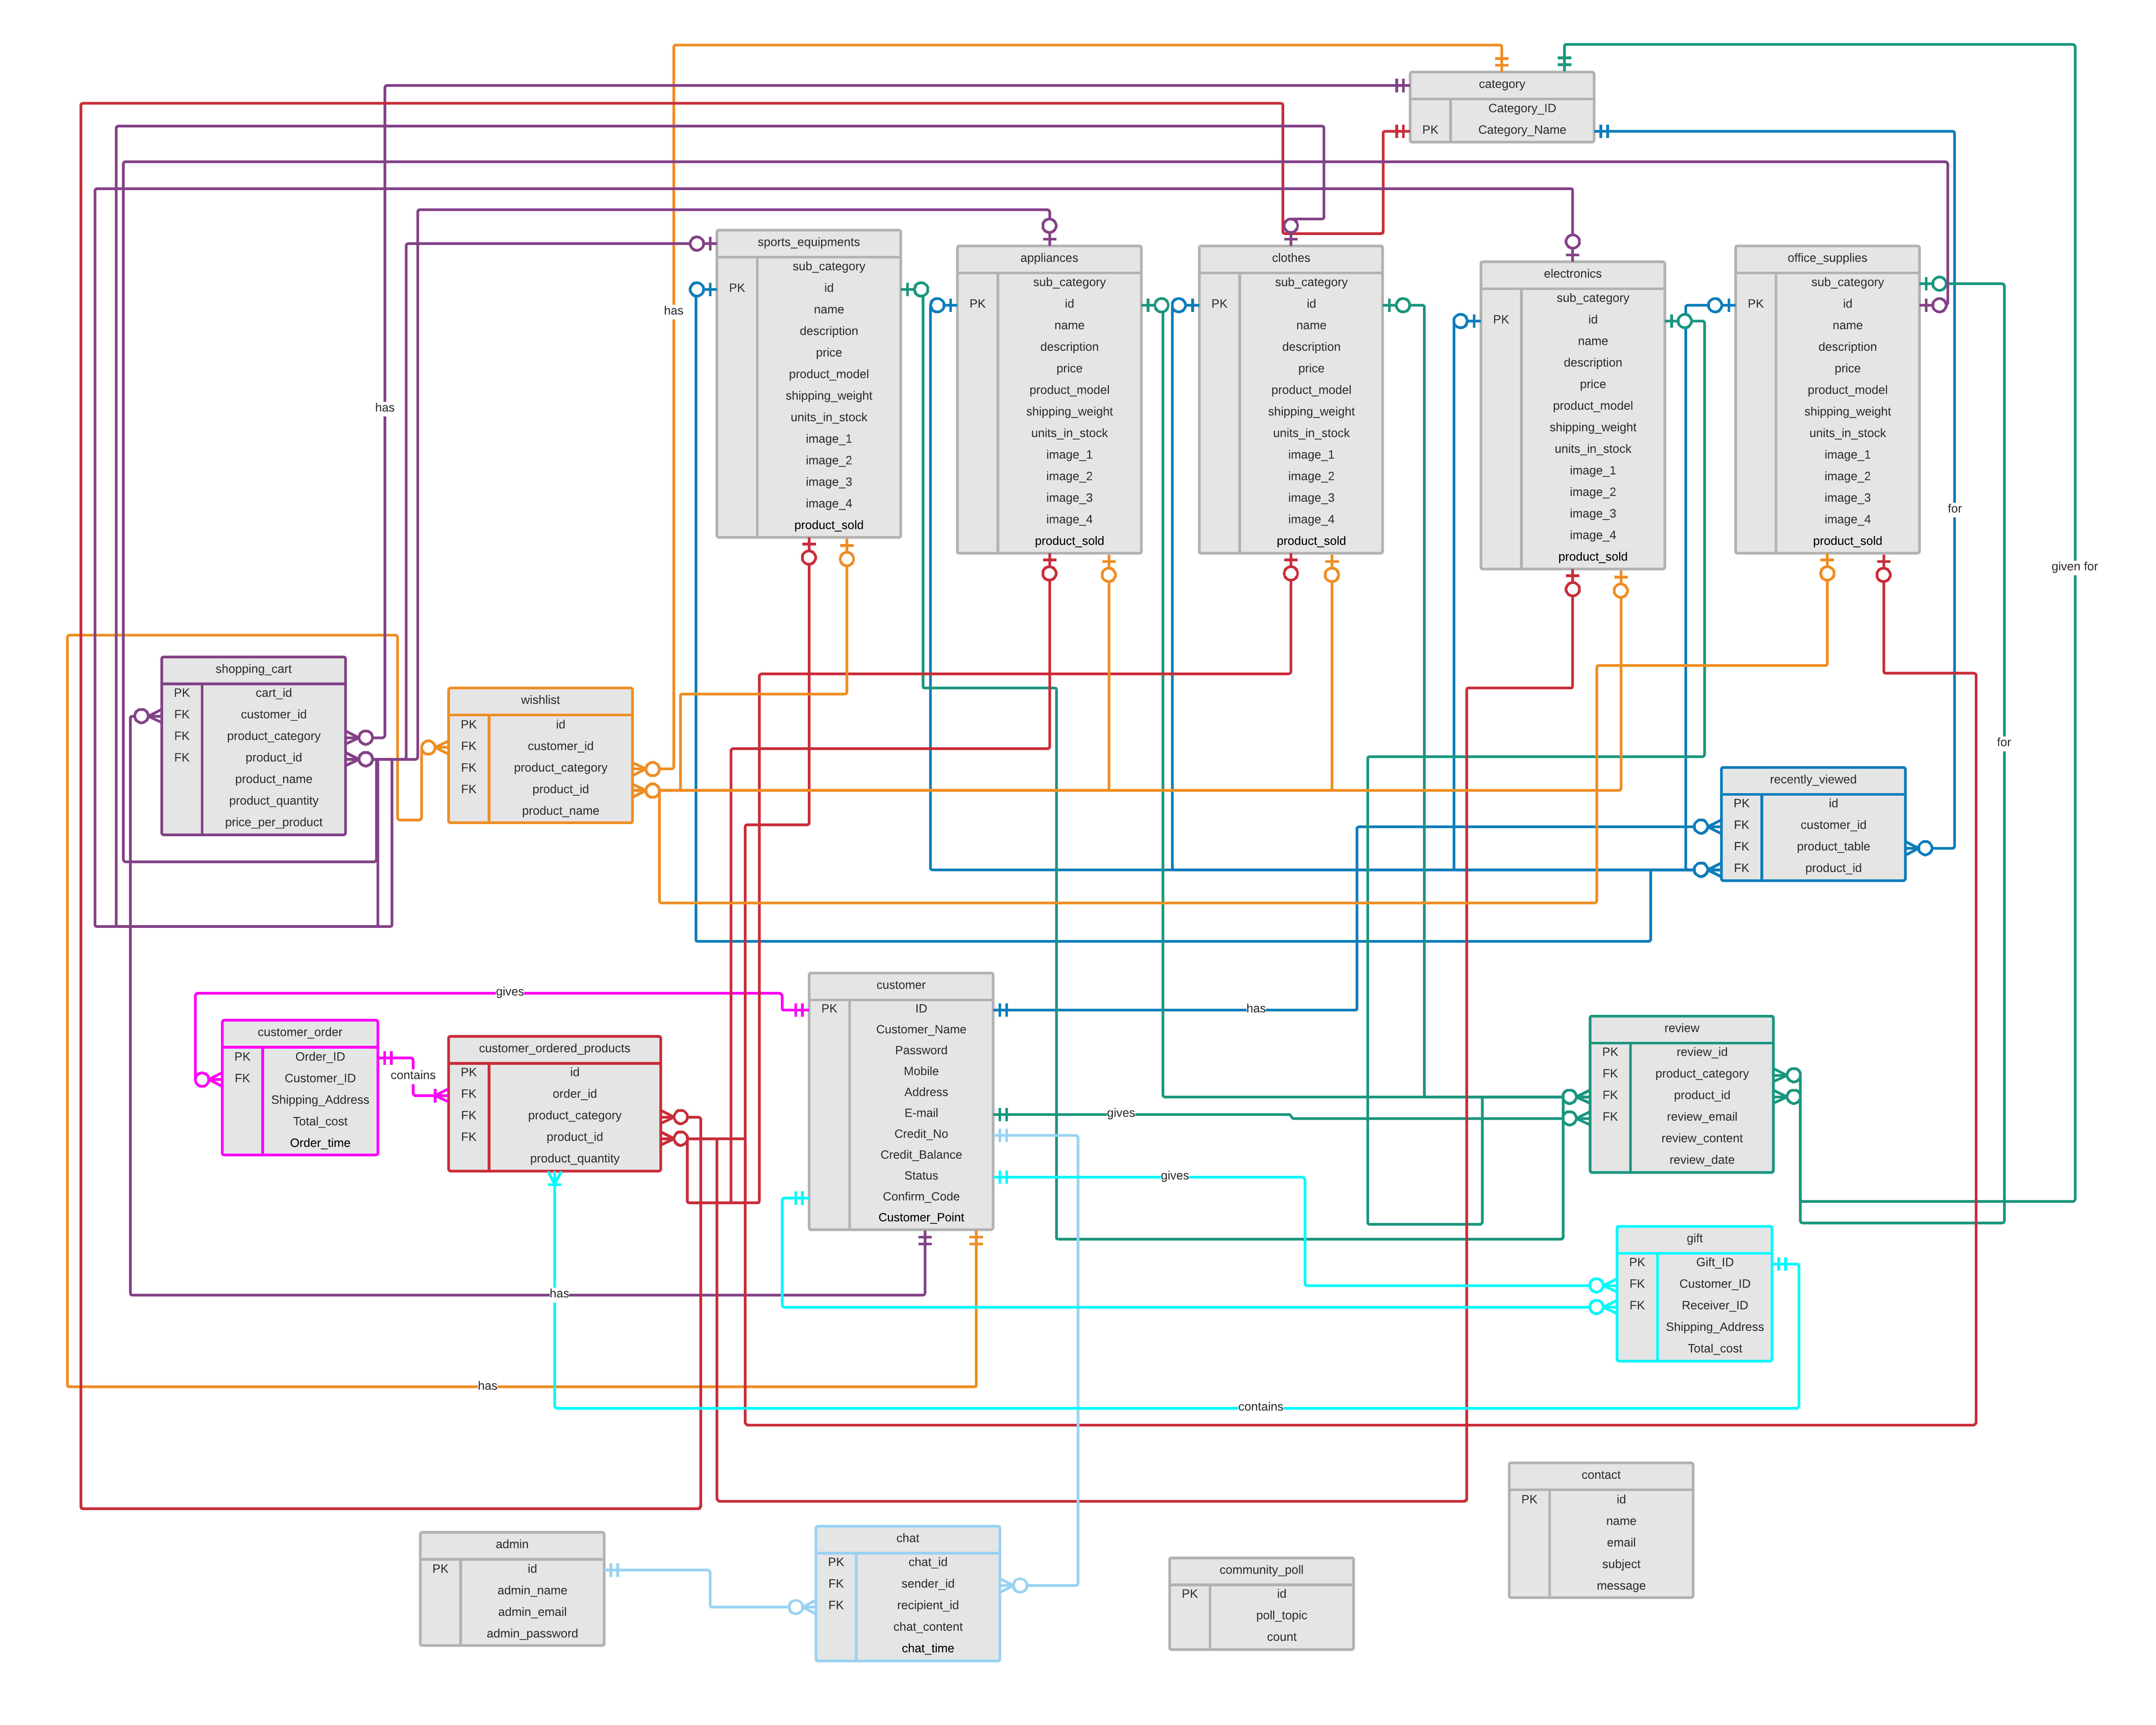 category
Category_ID
PK Category_Name
sports_equipments
sub_category
PK id
name
description
price
product_model
shipping_weight
units_in_stock
image_1
image_2
image_3
image_4
product_sold
appliances
sub_category
PK id
name
description
price
product_model
shipping_weight
units_in_stock
image_1
image_2
image_3
image_4
product_sold
clothes
sub_category
PK id
name
description
price
product_model
shipping_weight
units_in_stock
image_1
image_2
image_3
image_4
product_sold
electronics
sub_category
PK id
name
description
price
product_model
shipping_weight
units_in_stock
image_1
image_2
image_3
image_4
product_sold
office_supplies
sub_category
PK id
name
description
price
product_model
shipping_weight
units_in_stock
image_1
image_2
image_3
image_4
product_sold
has
has
for
given for
for
shopping_cart
PK cart_id
FK customer_id
FK product_category
FK product_id
product_name
product_quantity
price_per_product
wishlist
PK id
FK customer_id
FK product_category
FK product_id
product_name
recently_viewed
PK id
FK customer_id
FK product_table
FK product_id
gives
customer_order
PK Order_ID
FK Customer_ID
Shipping_Address
Total_cost
Order_time
contains
customer_ordered_products
PK id
FK order_id
FK product_category
FK product_id
product_quantity
customer
PK ID
Customer_Name
Password
Mobile
Address
E-mail
Credit_No
Credit_Balance
Status
Confirm_Code
Customer_Point
has
gives
gives
review
PK review_id
FK product_category
FK product_id
FK review_email
review_content
review_date
gift
PK Gift_ID
FK Customer_ID
FK Receiver_ID
Shipping_Address
Total_cost
has
has
contains
contact
PK id
name
email
subject
message
admin
PK id
admin_name
admin_email
admin_password
chat
PK chat_id
FK sender_id
FK recipient_id
chat_content
chat_time
community_poll
PK id
poll_topic
count